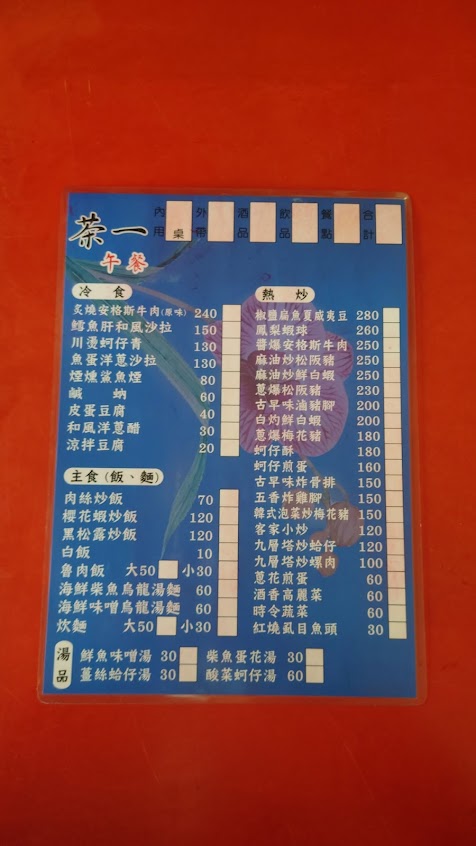 茶一
午餐
內用 桌 外帶 酒品 飲品 餐點 合計
冷食
炙燒安格斯牛肉(原味) 240
鱈魚肝和風沙拉 150
川燙蚵仔青 130
魚蛋洋蔥沙拉 130
煙燻鯊魚煙 80
鹹蚋 60
皮蛋豆腐 40
和風洋蔥醋 30
涼拌豆腐 20
主食(飯、麵)
肉絲炒飯 70
櫻花蝦炒飯 120
黑松露炒飯 120
白飯 10
魯肉飯 大50 小30
海鮮柴魚烏龍湯麵 60
海鮮味噌烏龍湯麵 60
炊麵 大50 小30
熱炒
椒鹽扁魚夏威夷豆 280
鳳梨蝦球 260
醬爆安格斯牛肉 250
麻油炒松阪豬 250
麻油炒鮮白蝦 250
蔥爆松阪豬 230
古早味滷豬腳 200
白灼鮮白蝦 200
蔥爆梅花豬 180
蚵仔酥 180
蚵仔煎蛋 160
古早味炸骨排 150
五香炸雞腳 150
韓式泡菜炒梅花豬 150
客家小炒 120
九層塔炒蛤仔 120
九層塔炒螺肉 100
蔥花煎蛋 60
酒香高麗菜 60
時令蔬菜 60
紅燒虱目魚頭 30
湯品
鮮魚味噌湯 30 柴魚蛋花湯 30
薑絲蛤仔湯 30 酸菜蚵仔湯 60